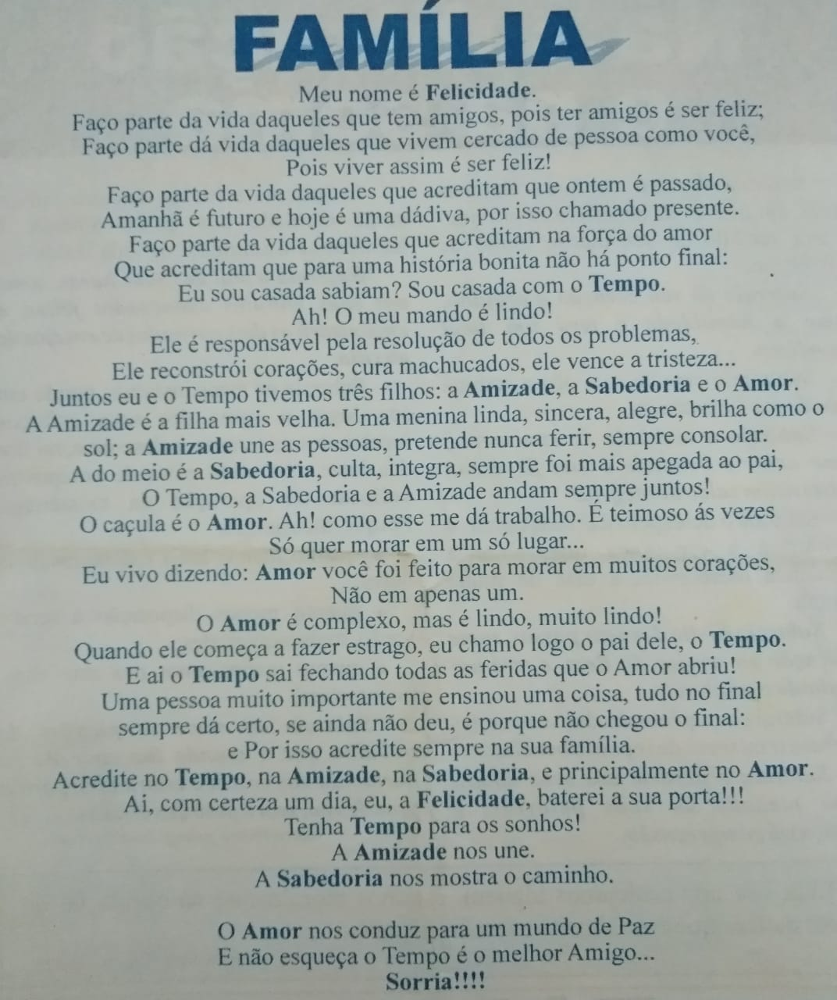 FAMÍLIA
Meu nome é Felicidade.
Faço parte da vida daqueles que tem amigos, pois ter amigos é ser feliz;
Faço parte dá vida daqueles que vivem cercado de pessoa como você,
Pois viver assim é ser feliz!
Faço parte da vida daqueles que acreditam que ontem é passado,
Amanhã é futuro e hoje é uma dádiva, por isso chamado presente.
Faço parte da vida daqueles que acreditam na força do amor
Que acreditam que para uma história bonita não há ponto final:
Eu sou casada sabiam? Sou casada com o Tempo.
Ah! O meu mando é lindo!
Ele é responsável pela resolução de todos os problemas,
Ele reconstrói corações, cura machucados, ele vence a tristeza...
Juntos eu e o Tempo tivemos três filhos: a Amizade, a Sabedoria e o Amor.
A Amizade é a filha mais velha. Uma menina linda, sincera, alegre, brilha como o
sol; a Amizade une as pessoas, pretende nunca ferir, sempre consolar.
A do meio é a Sabedoria, culta, integra, sempre foi mais apegada ao pai,
O Tempo, a Sabedoria e a Amizade andam sempre juntos!
O caçula é o Amor. Ah! como esse me dá trabalho. É teimoso ás vezes
Só quer morar em um só lugar...
Eu vivo dizendo: Amor você foi feito para morar em muitos corações,
Não em apenas um.
O Amor é complexo, mas é lindo, muito lindo!
Quando ele começa a fazer estrago, eu chamo logo o pai dele, o Tempo.
E ai o Tempo sai fechando todas as feridas que o Amor abriu!
Uma pessoa muito importante me ensinou uma coisa, tudo no final
sempre dá certo, se ainda não deu, é porque não chegou o final:
e Por isso acredite sempre na sua família.
Acredite no Tempo, na Amizade, na Sabedoria, e principalmente no Amor.
Ai, com certeza um dia, eu, a Felicidade, baterei a sua porta!!!
Tenha Tempo para os sonhos!
A Amizade nos une.
A Sabedoria nos mostra o caminho.
O Amor nos conduz para um mundo de Paz
E não esqueça o Tempo é o melhor Amigo...
Sorria!!!!